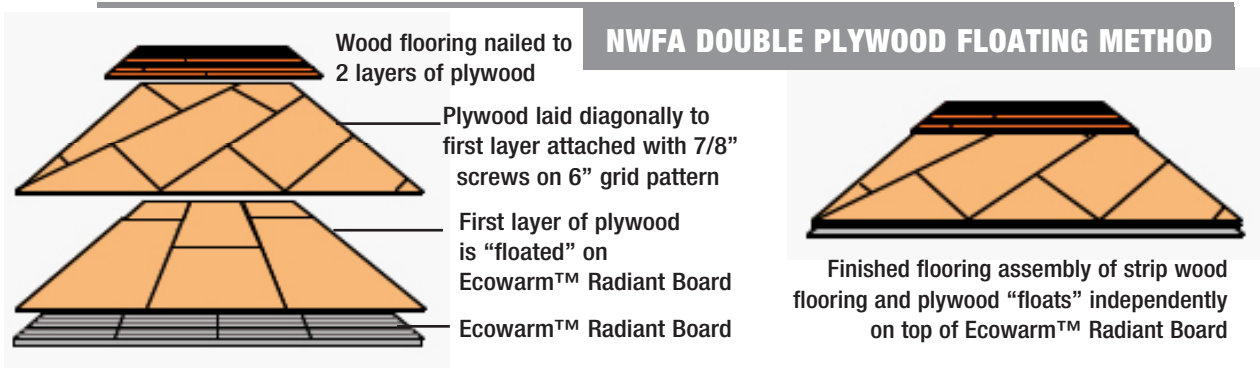 NWFA DOUBLE PLYWOOD FLOATING METHOD
Wood flooring nailed to
2 layers of plywood
Plywood laid diagonally to
first layer attached with 7/8”
screws on 6” grid pattern
First layer of plywood
is “floated” on
Ecowarm™ Radiant Board
Ecowarm™ Radiant Board
Finished flooring assembly of strip wood
flooring and plywood “floats” independently
on top of Ecowarm™ Radiant Board